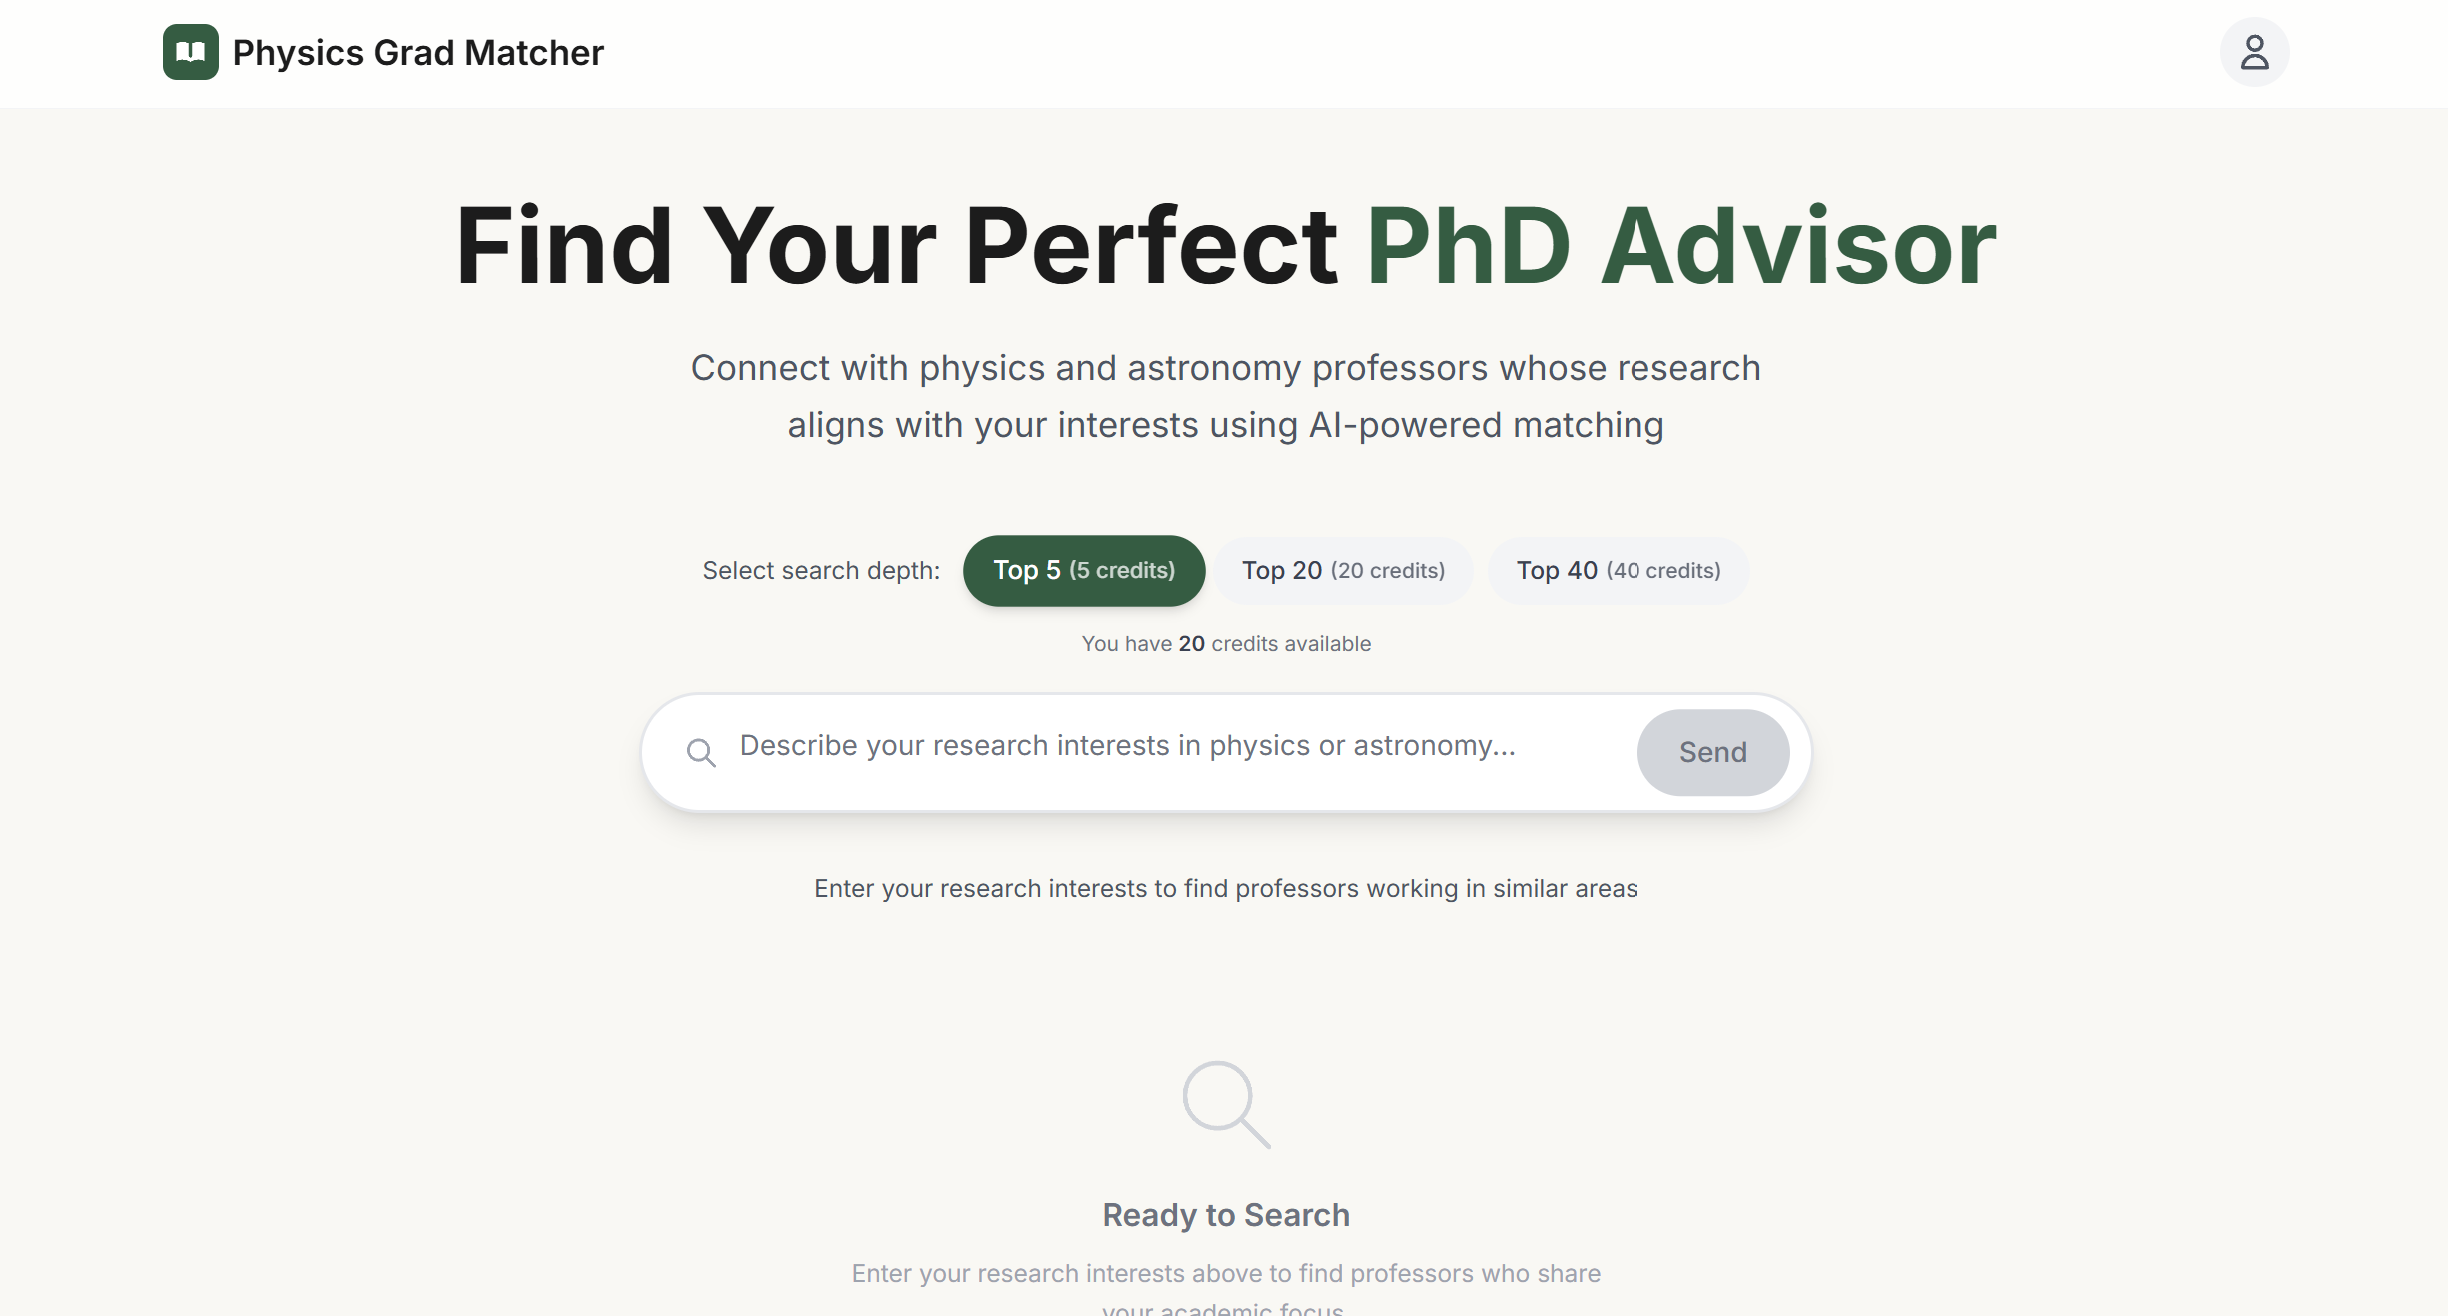 Physics Grad Matcher
Find Your Perfect PhD Advisor
Connect with physics and astronomy professors whose research
aligns with your interests using AI-powered matching
Select search depth: Top 5 (5 credits) Top 20 (20 credits) Top 40 (40 credits)
You have 20 credits available
Describe your research interests in physics or astronomy... Send
Enter your research interests to find professors working in similar areas
Ready to Search
Enter your research interests above to find professors who share
your academic focus.